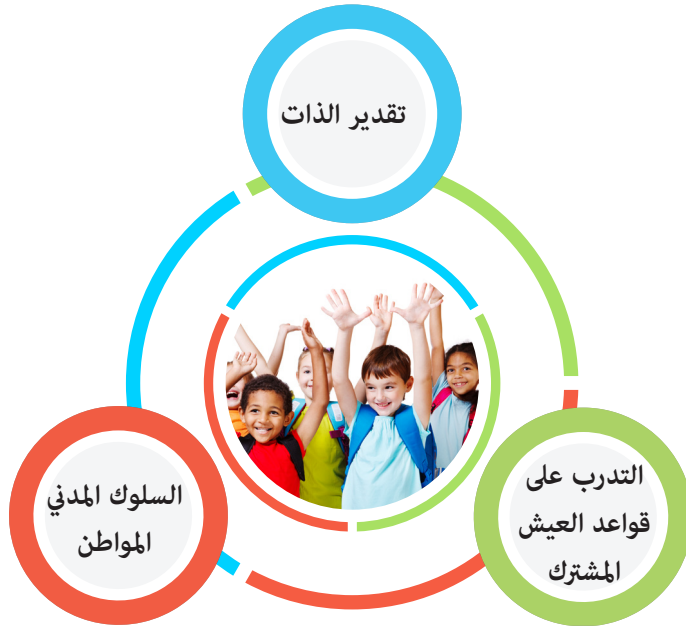 تقدير الذات
التدرب على
قواعد العيش
المشترك
السلوك المدني
المواطن